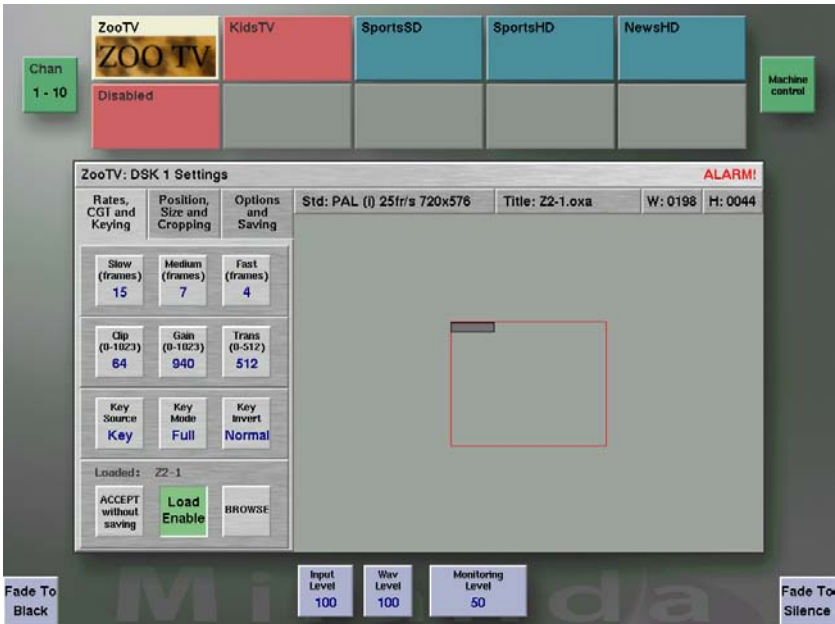 ZooTV
ZOO TV
KidsTV
SportsSD
SportsHD
NewsHD
Chan
1 - 10
Disabled
Machine
control
ZooTV: DSK 1 Settings
ALARM!
Rates,
CGT and
Keying
Position,
Size and
Cropping
Options
and
Saving
Std: PAL (I) 25fr/s 720x576
Title: Z2-1.oxa
W: 0198
H: 0044
Slow
(frames)
15
Medium
(frames)
7
Fast
(frames)
4
Clip
(0-1023)
64
Gain
(0-1023)
940
Trans
(0-512)
512
Key
Source
Key
Key
Mode
Full
Key
Invert
Normal
Loaded: Z2-1
ACCEPT
without
saving
Load
Enable
BROWSE
Fade To
Black
Input
Level
100
Wav
Level
100
Monitoring
Level
50
Fade To
Silence
Miranda